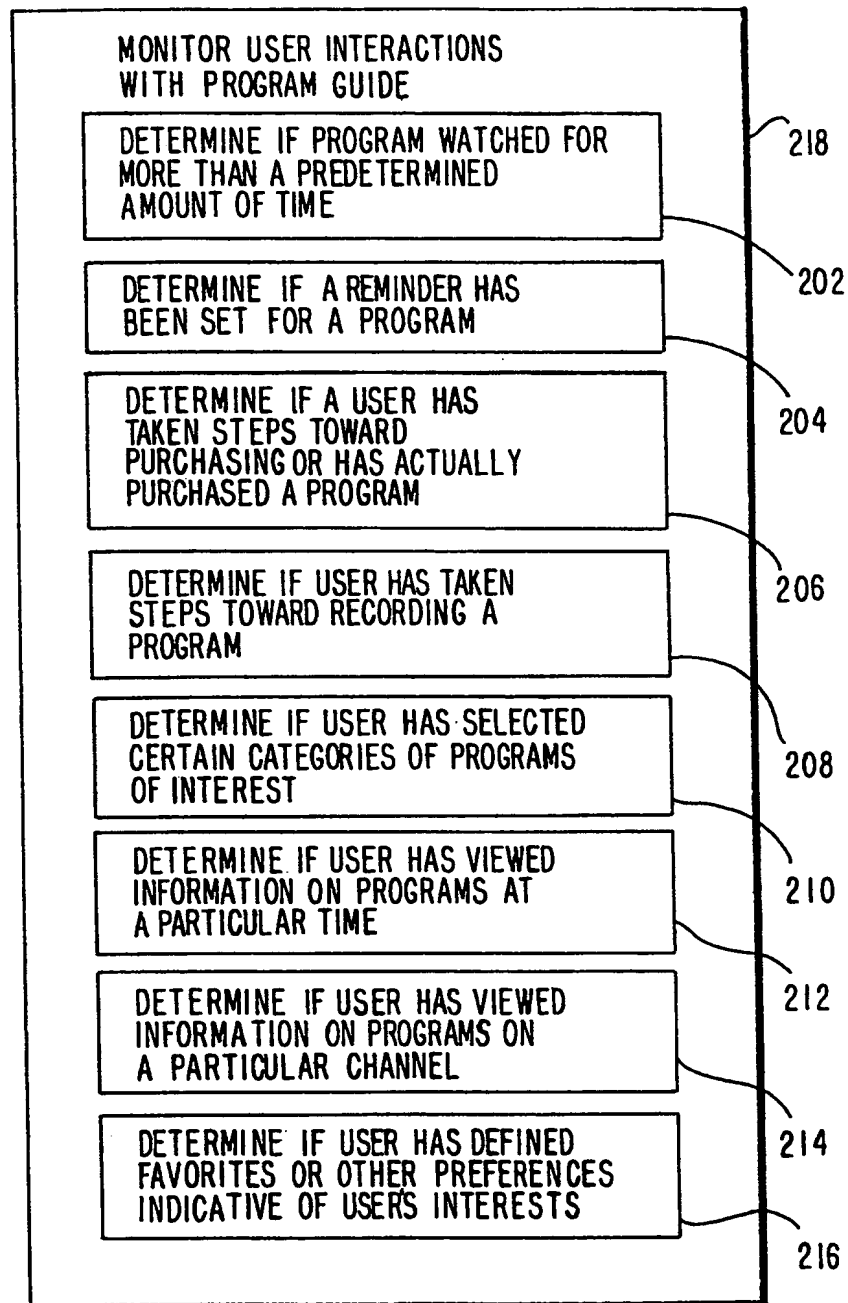 MONITOR USER INTERACTIONS
WITH PROGRAM GUIDE
DETERMINE IF PROGRAM WATCHED FOR
MORE THAN A PREDETERMINED
AMOUNT OF TIME
218
202
DETERMINE IF A REMINDER HAS
BEEN SET FOR A PROGRAM
204
DETERMINE IF A USER HAS
TAKEN STEPS TOWARD
PURCHASING OR HAS ACTUALLY
PURCHASED A PROGRAM
206
DETERMINE IF USER HAS TAKEN
STEPS TOWARD RECORDING A
PROGRAM
208
DETERMINE IF USER HAS SELECTED
CERTAIN CATEGORIES OF PROGRAMS
OF INTEREST
210
DETERMINE IF USER HAS VIEWED
INFORMATION ON PROGRAMS AT
A PARTICULAR TIME
212
DETERMINE IF USER HAS VIEWED
INFORMATION ON PROGRAMS ON
A PARTICULAR CHANNEL
214
DETERMINE IF USER HAS DEFINED
FAVORITES OR OTHER PREFERENCES
INDICATIVE OF USER'S INTERESTS
216